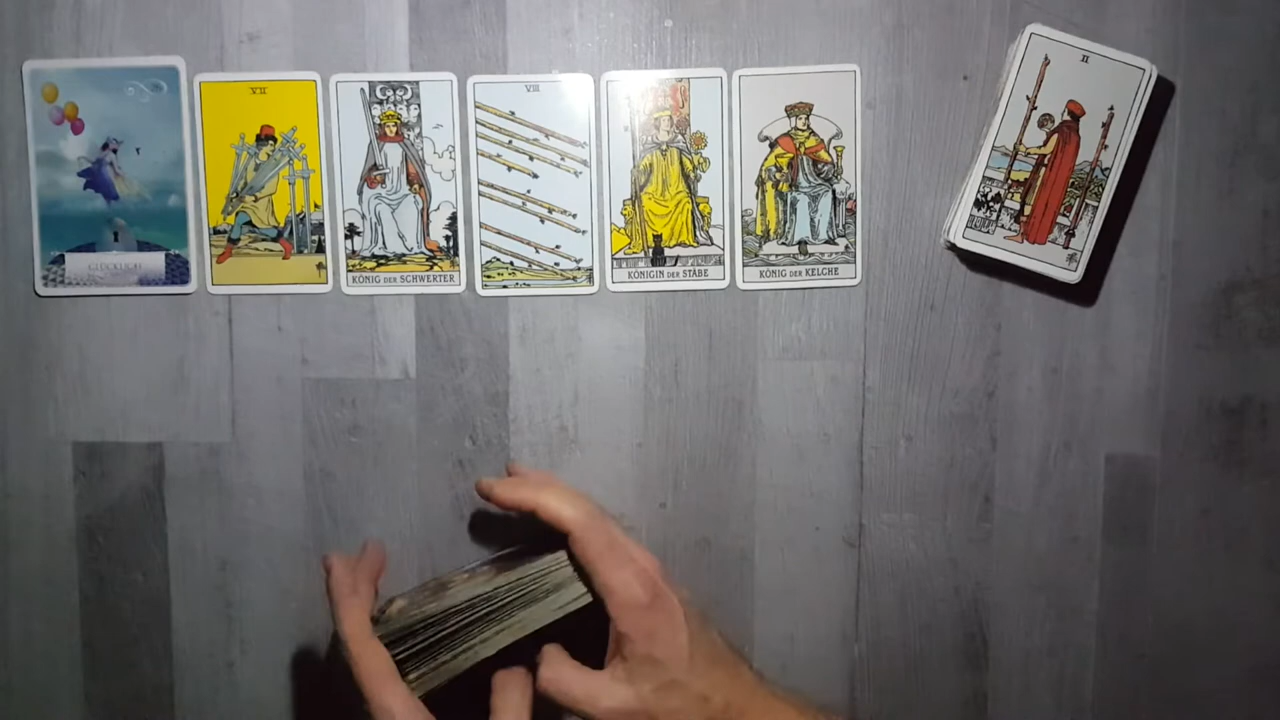 GLÜCKLICH
VII
KÖNIG DER SCHWERTER
VIII
KÖNIGIN DER STÄBE
KÖNIG DER KELCHE
II